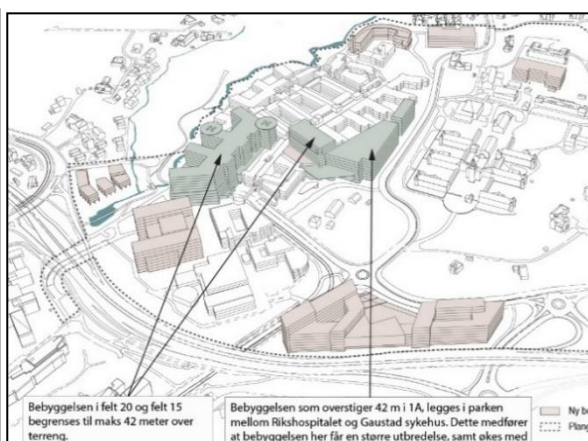 Bebyggelsen i felt 20 og felt 15
begrenses til maks 42 meter over
terreng.
Bebyggelsen som overstiger 42 m i 1A, legges i parken
mellom Rikshospitalet og Gaustad sykehus. Dette medfører
at bebyggelsen her får en større utbredelse, samt økes med
Ny be